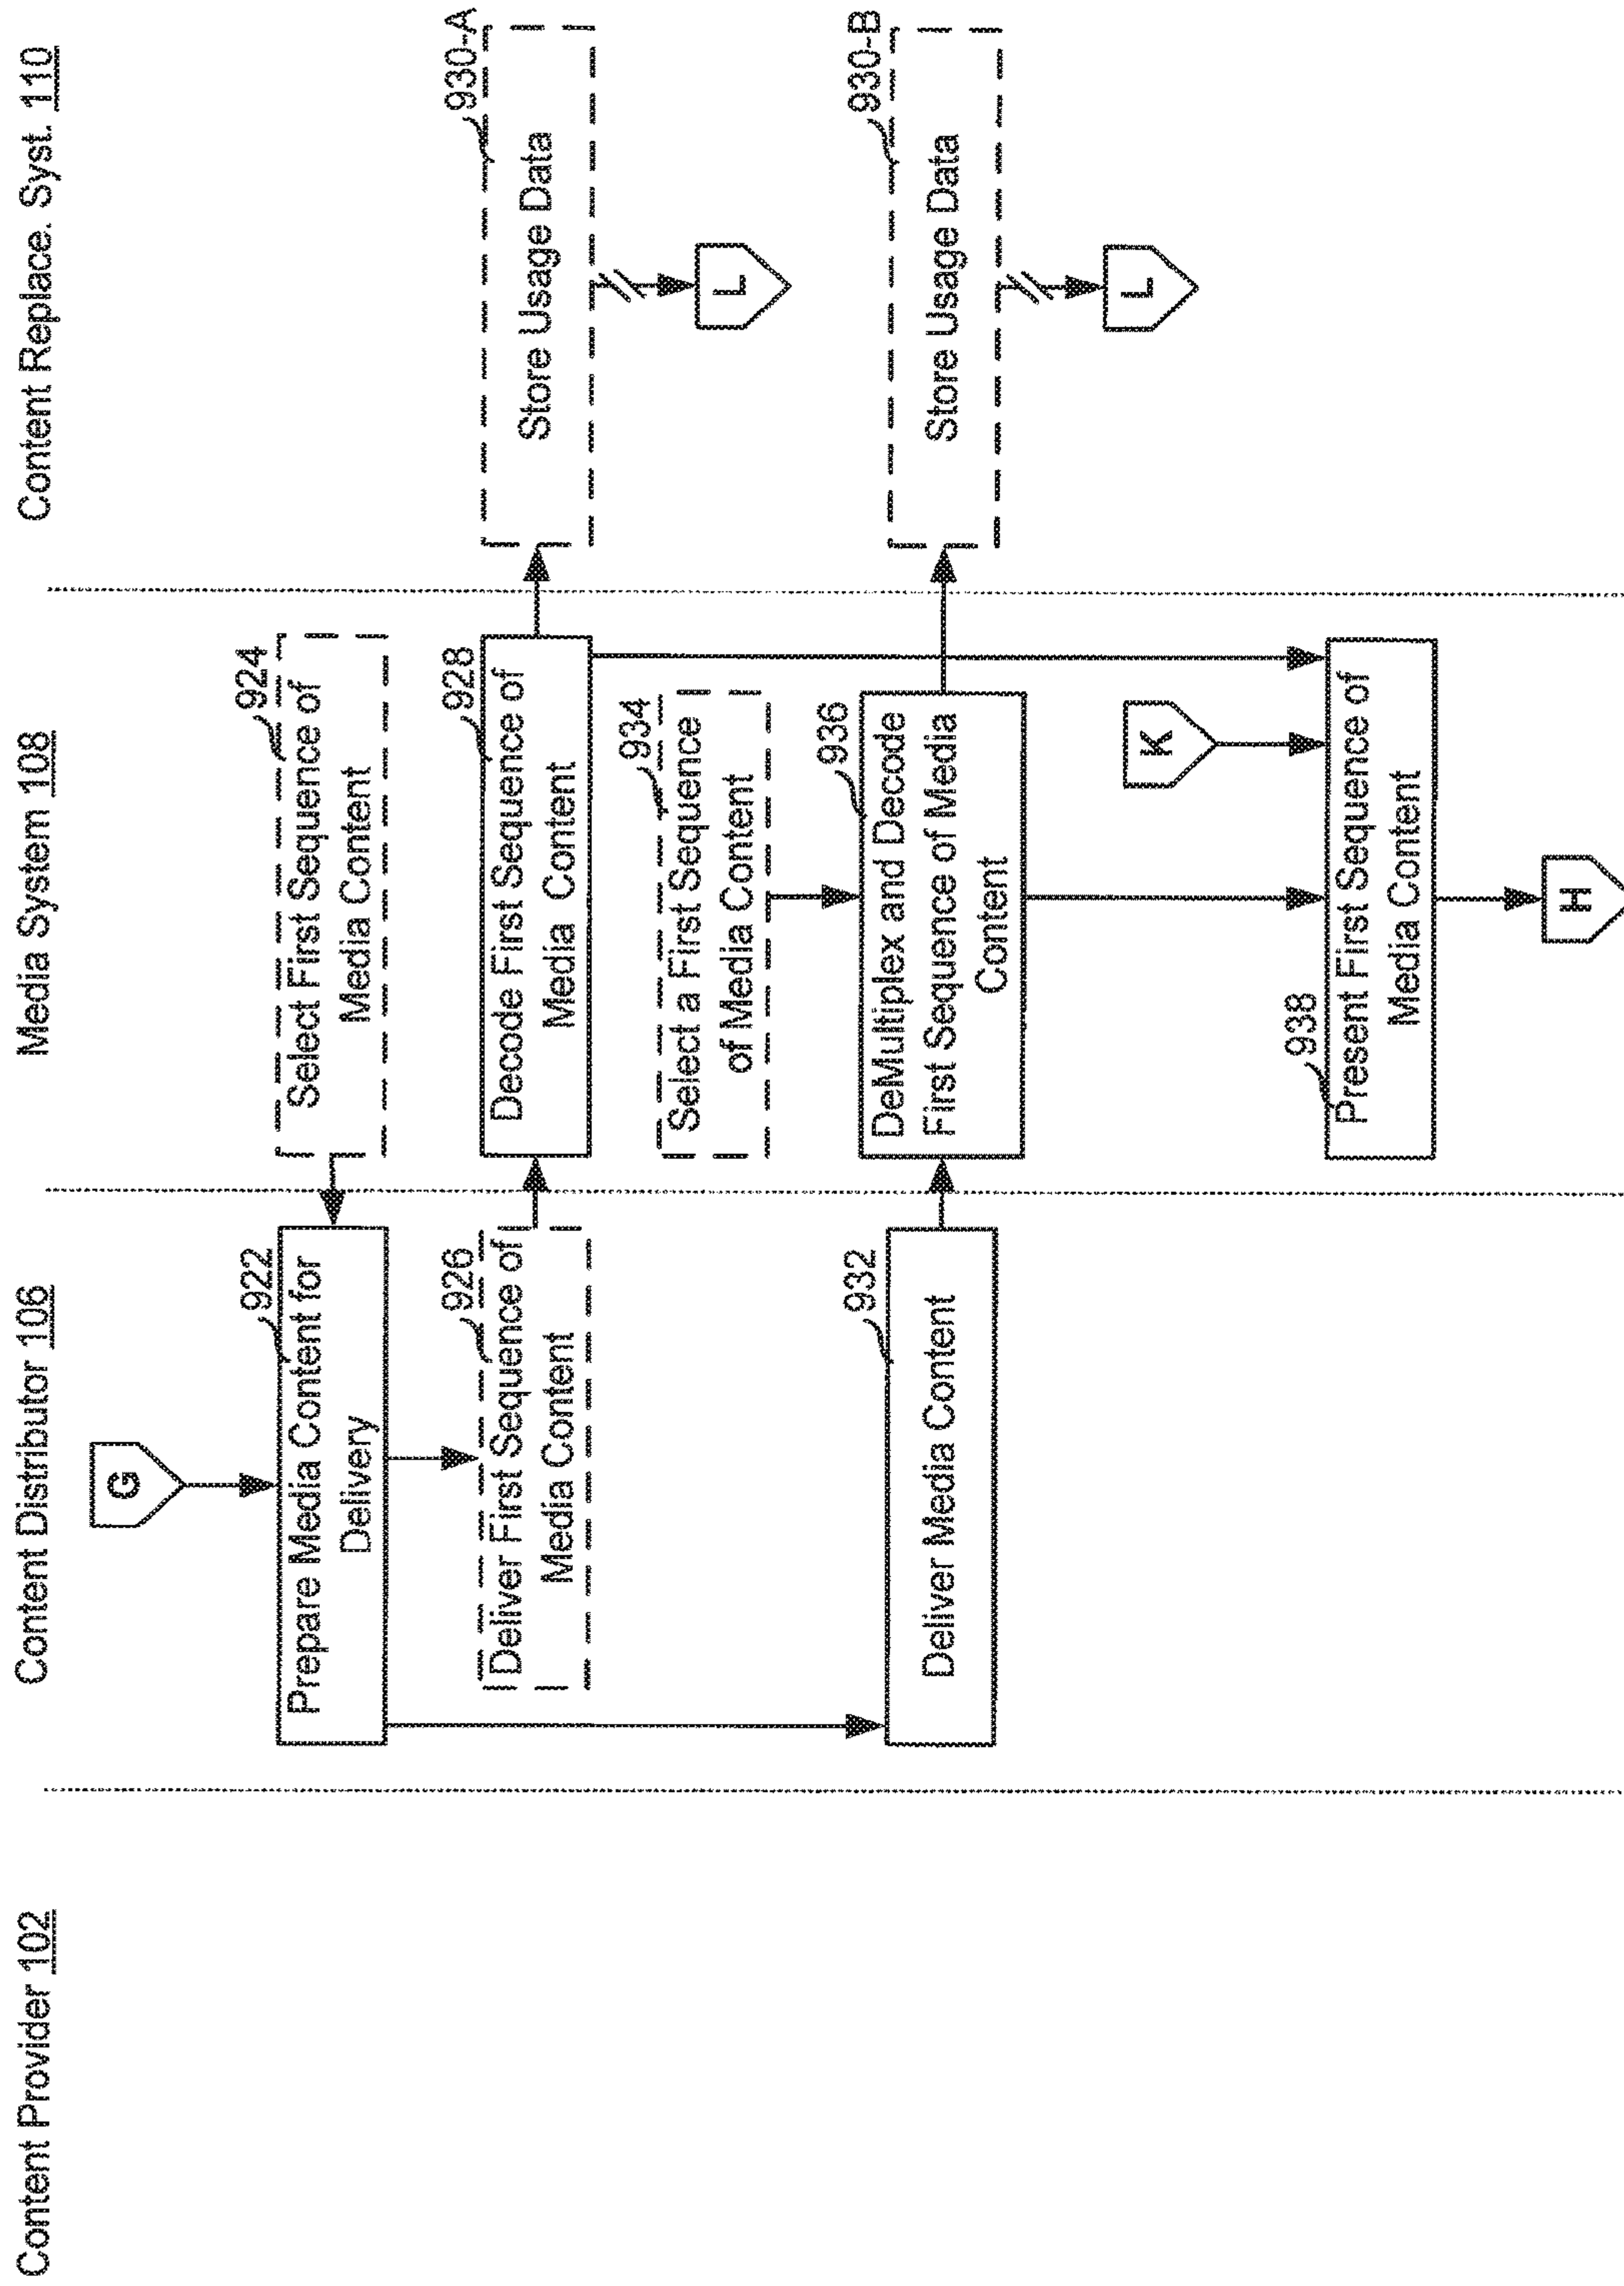 Content Provider 102
Content Distributor 106
Media System 108
Content Replace. Syst. 110
G
922
Prepare Media Content for
Delivery
924
Select First Sequence of
Media Content
926
Deliver First Sequence of
Media Content
928
Decode First Sequence of
Media Content
930-A
Store Usage Data
L
934
Select a First Sequence
of Media Content
932
Deliver Media Content
936
DeMultiplex and Decode
First Sequence of Media
Content
930-B
Store Usage Data
L
K
938
Present First Sequence of
Media Content
H